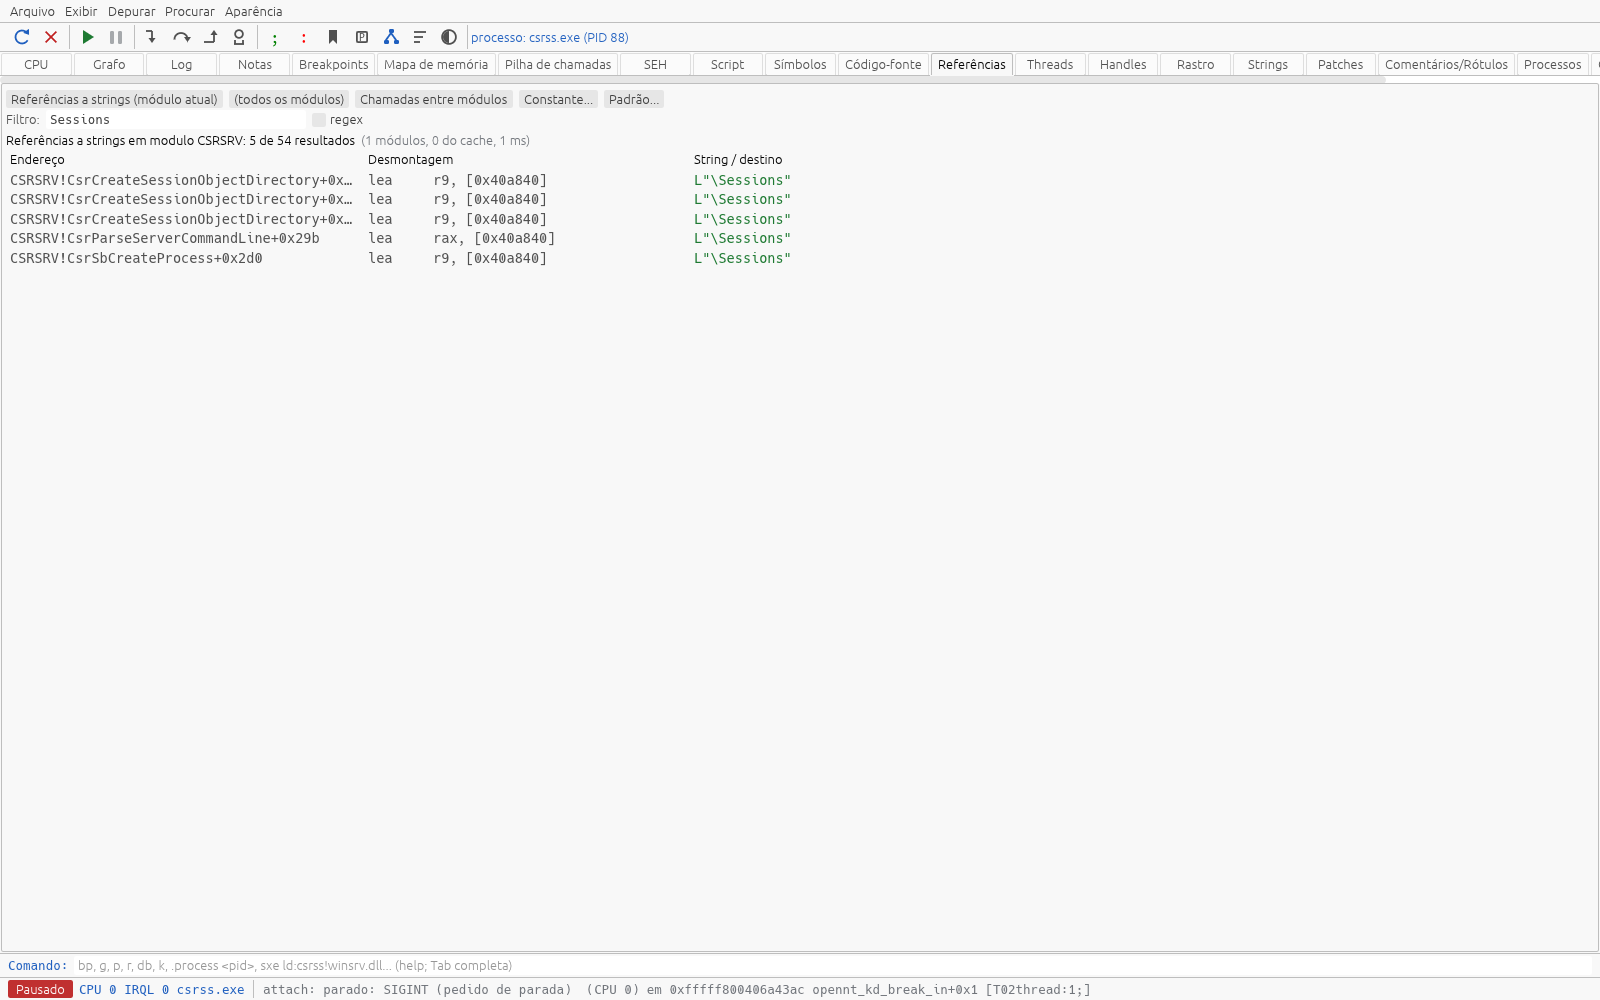 Arquivo Exibir Depurar Procurar Aparência
; : P processo: csrss.exe (PID 88)
CPU Grafo Log Notas Breakpoints Mapa de memória Pilha de chamadas SEH Script Símbolos Código-fonte Referências Threads Handles Rastro Strings Patches Comentários/Rótulos Processos
Referências a strings (módulo atual) (todos os módulos) Chamadas entre módulos Constante... Padrão...
Filtro: Sessions regex
Referências a strings em modulo CSRSRV: 5 de 54 resultados (1 módulos, 0 do cache, 1 ms)
Endereço Desmontagem String / destino
CSRSRV!CsrCreateSessionObjectDirectory+0x… lea r9, [0x40a840] L"\Sessions"
CSRSRV!CsrCreateSessionObjectDirectory+0x… lea r9, [0x40a840] L"\Sessions"
CSRSRV!CsrCreateSessionObjectDirectory+0x… lea r9, [0x40a840] L"\Sessions"
CSRSRV!CsrParseServerCommandLine+0x29b lea rax, [0x40a840] L"\Sessions"
CSRSRV!CsrSbCreateProcess+0x2d0 lea r9, [0x40a840] L"\Sessions"
Comando: bp, g, p, r, db, k, .process <pid>, sxe ld:csrss!winsrv.dll... (help; Tab completa)
Pausado CPU 0 IRQL 0 csrss.exe attach: parado: SIGINT (pedido de parada) (CPU 0) em 0xfffff800406a43ac opennt_kd_break_in+0x1 [T02thread:1;]